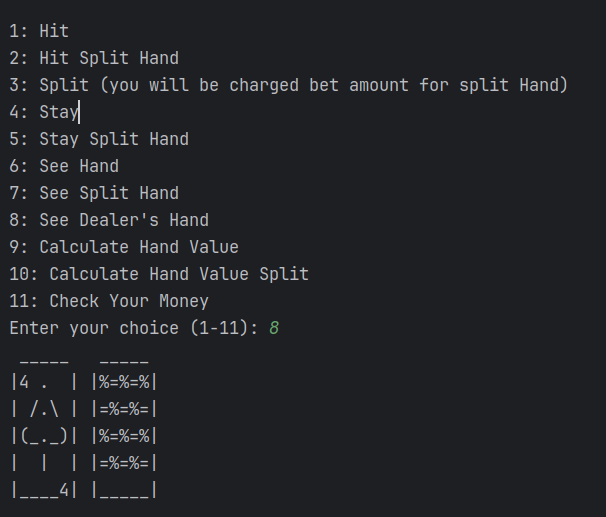 1: Hit
2: Hit Split Hand
3: Split (you will be charged bet amount for split Hand)
4: Stay
5: Stay Split Hand
6: See Hand
7: See Split Hand
8: See Dealer's Hand
9: Calculate Hand Value
10: Calculate Hand Value Split
11: Check Your Money
Enter your choice (1-11): 8
 _____   _____
|4 .  | |%=%=%|
| /.\ | |=%=%=|
|(_._)| |%=%=%|
|  |  | |=%=%=|
|____4| |_____|